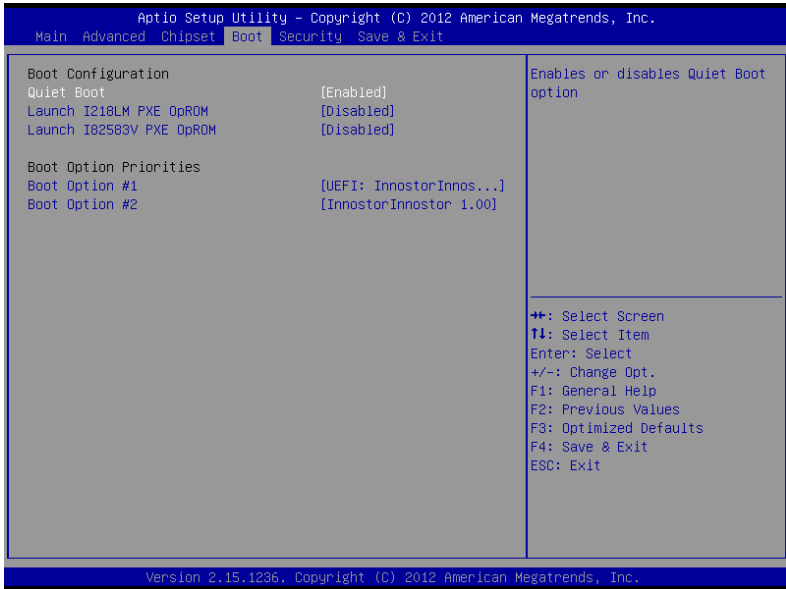 Aptio Setup Utility – Copyright (C) 2012 American Megatrends, Inc.
Main Advanced Chipset Boot Security Save & Exit
Boot Configuration
Quiet Boot [Enabled]
Launch I218LM PXE OpROM [Disabled]
Launch I82583V PXE OpROM [Disabled]
Boot Option Priorities
Boot Option #1 [UEFI: InnostorInnos...]
Boot Option #2 [InnostorInnostor 1.00]
Enables or disables Quiet Boot
option
→←: Select Screen
↑↓: Select Item
Enter: Select
+/-: Change Opt.
F1: General Help
F2: Previous Values
F3: Optimized Defaults
F4: Save & Exit
ESC: Exit
Version 2.15.1236. Copyright (C) 2012 American Megatrends, Inc.